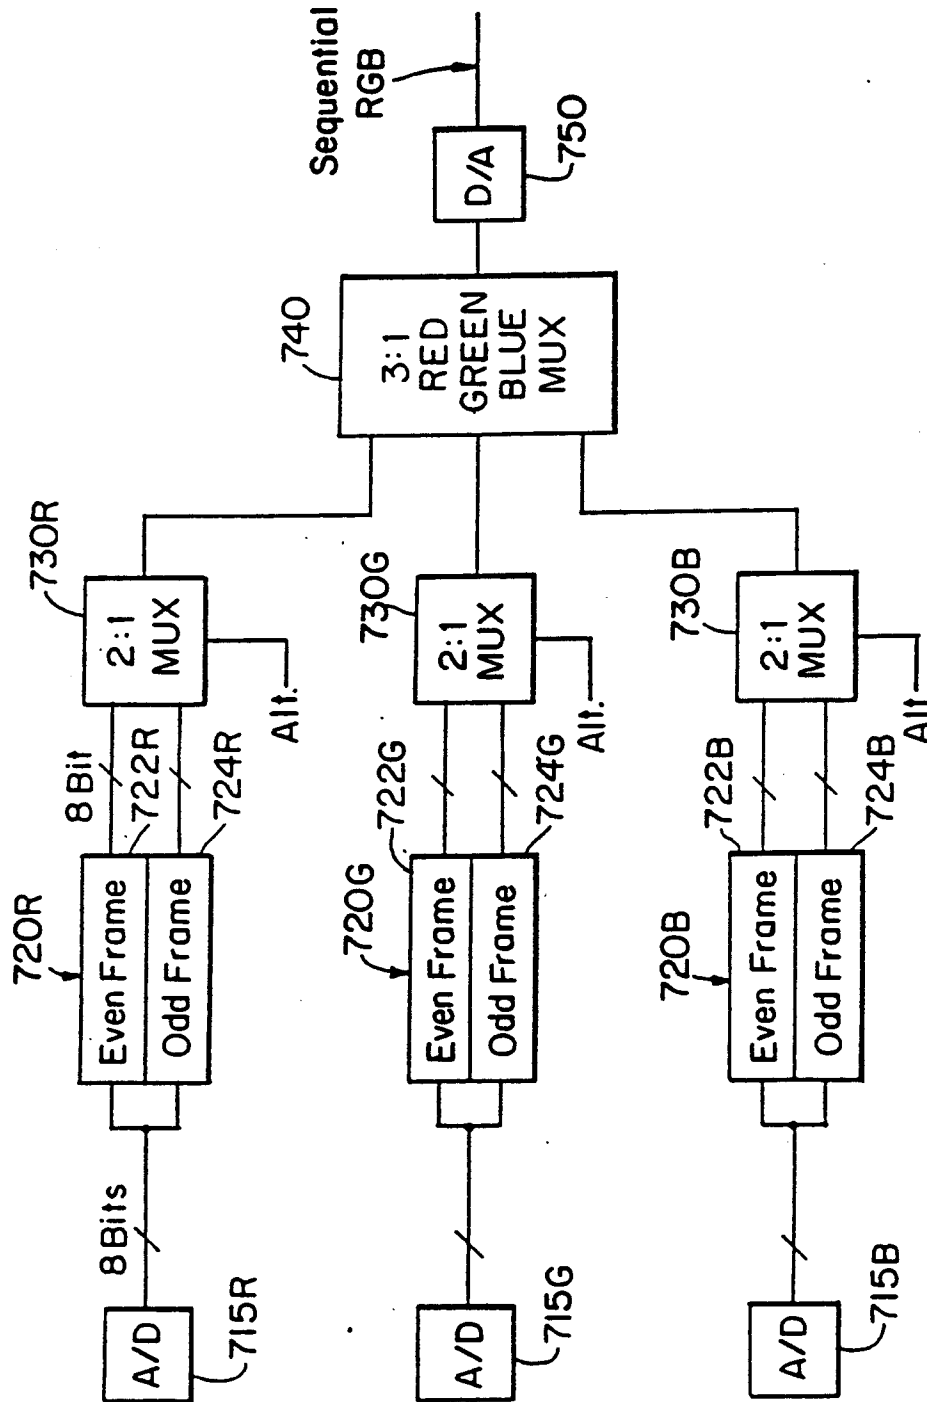 715R
A/D
8 Bits
720R
Even Frame
Odd Frame
8 Bit
722R
724R
730R
2:1
MUX
Alt.
715G
A/D
720G
Even Frame
Odd Frame
722G
724G
730G
2:1
MUX
Alt.
715B
A/D
720B
Even Frame
Odd Frame
722B
724B
730B
2:1
MUX
Alt
740
3:1
RED
GREEN
BLUE
MUX
D/A
750
Sequential
RGB